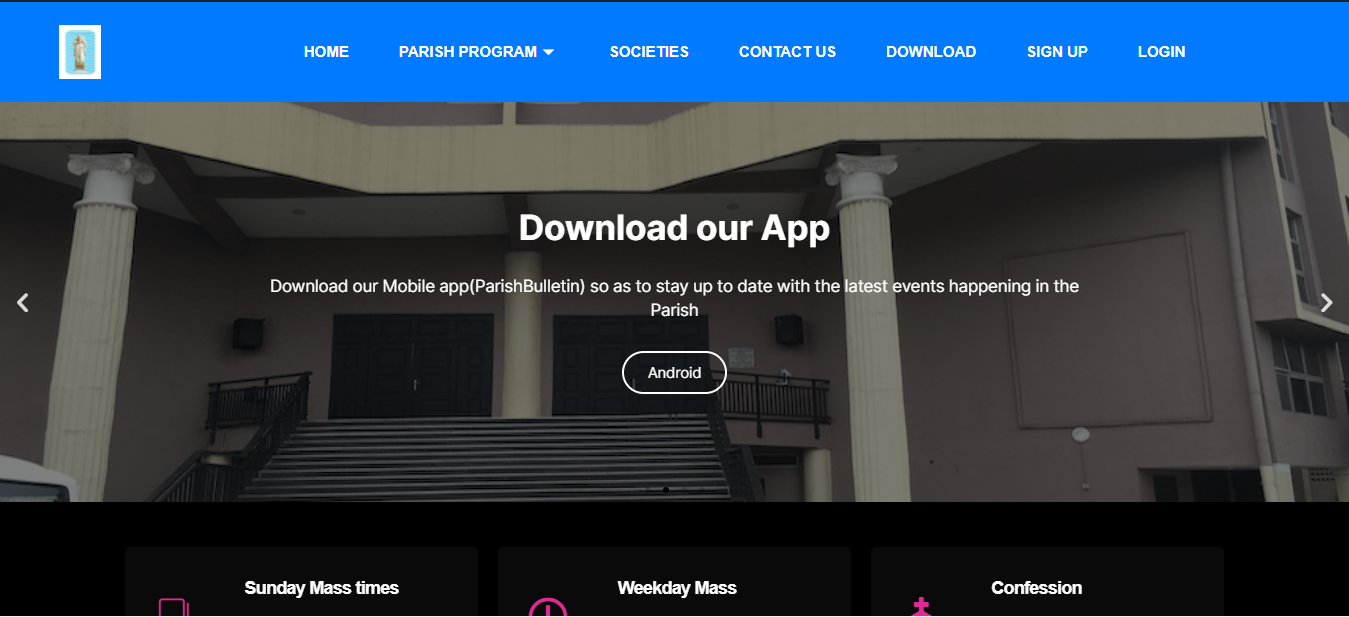 HOME
PARISH PROGRAM
SOCIETIES
CONTACT US
DOWNLOAD
SIGN UP
LOGIN
Download our App
Download our Mobile app(ParishBulletin) so as to stay up to date with the latest events happening in the
Parish
Android
Sunday Mass times
Weekday Mass
Confession